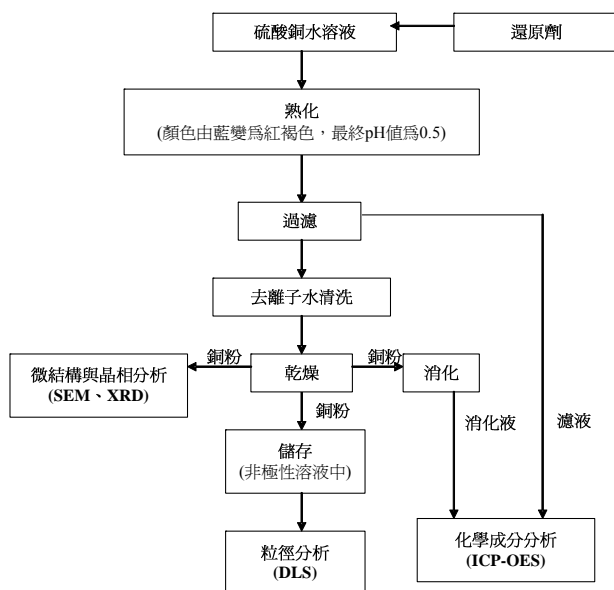 硫酸銅水溶液
還原劑
熟化
(顏色由藍變為紅褐色，最終pH值為0.5)
過濾
去離子水清洗
銅粉
銅粉
微結構與晶相分析
(SEM、XRD)
乾燥
消化
銅粉
消化液
濾液
儲存
(非極性溶液中)
粒徑分析
(DLS)
化學成分分析
(ICP-OES)